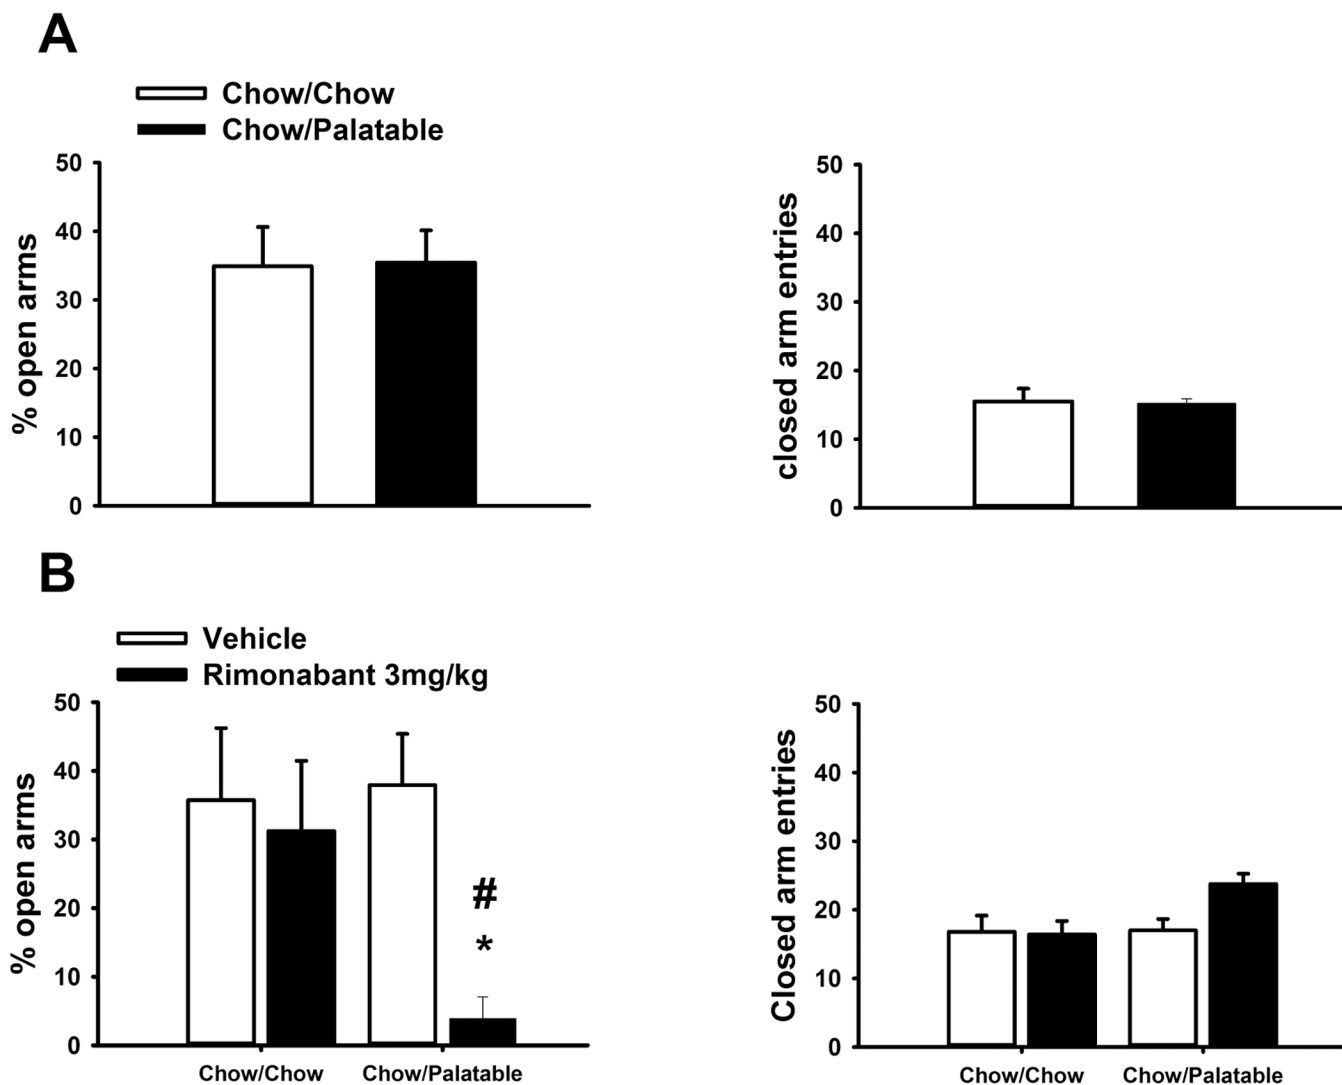 A
Chow/Chow
Chow/Palatable
50
40
30
20
10
0
% open arms
50
40
30
20
10
0
closed arm entries
B
Vehicle
Rimonabant 3mg/kg
50
40
30
20
10
0
% open arms
#
*
Chow/Chow Chow/Palatable
50
40
30
20
10
0
Closed arm entries
Chow/Chow Chow/Palatable